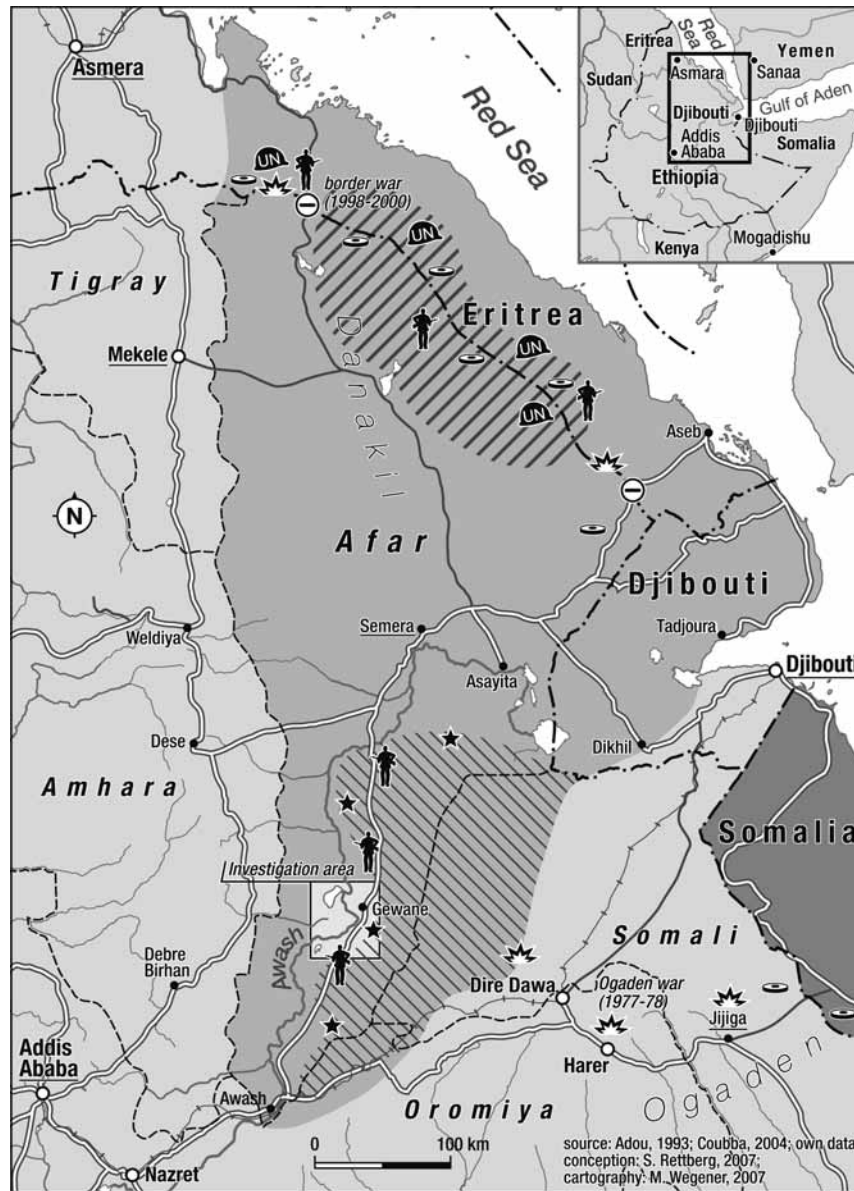 Asmera
Red Sea
Eritrea
Red
Sea
Yemen
Sudan
Asmara
Sanaa
Gulf of Aden
Djibouti
Djibouti
Addis
Ababa
Somalia
Ethiopia
Kenya
Mogadishu
UN
border war
(1998-2000)
UN
Tigray
Eritrea
Danakil
Mekele
UN
UN
Aseb
N
Afar
Djibouti
Weldiya
Semera
Tadjoura
Asayita
Djibouti
Dese
Dikhil
Amhara
Somalia
Investigation area
Gewane
Awash
Somali
Debre
Birhan
Dire Dawa
Ogaden war
(1977-78)
Jijiga
Harer
Addis
Ababa
Ogaden
Awash
Oromiya
0
100 km
Nazret
source: Adou, 1993; Coubba, 2004; own data
conception: S. Rettberg, 2007;
cartography: M. Wegener, 2007